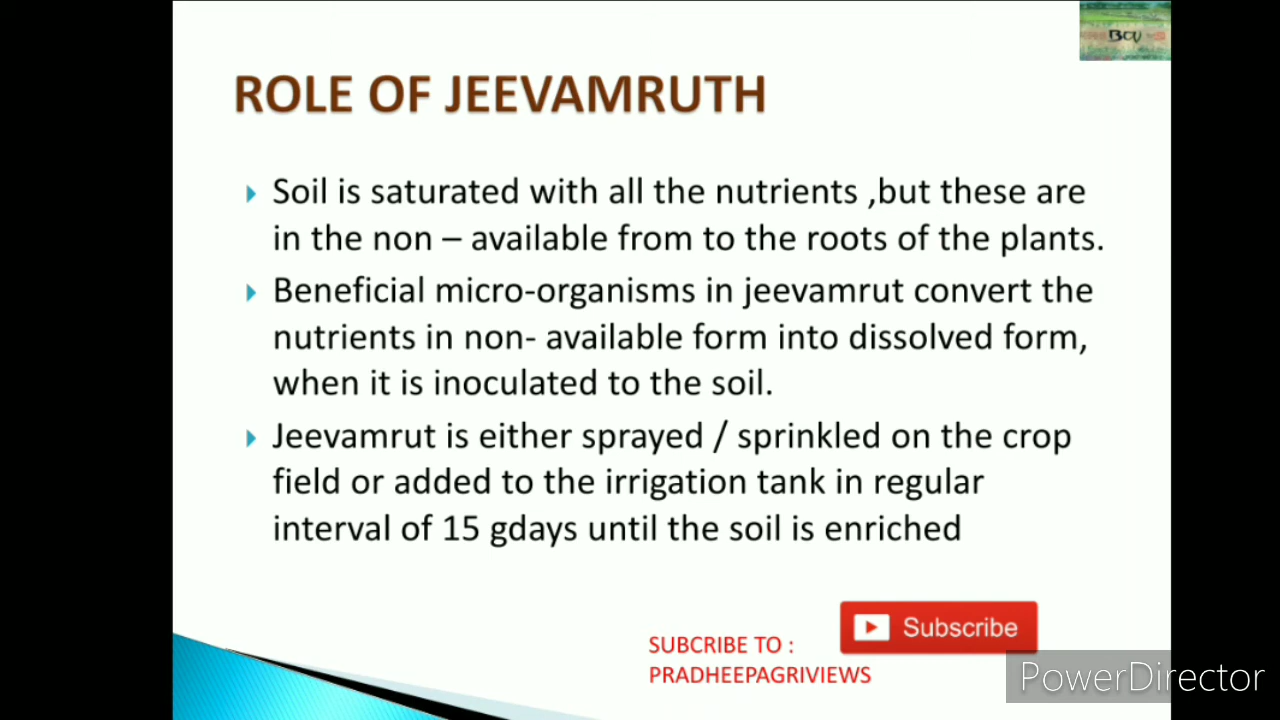 ROLE OF JEEVAMRUTH
Soil is saturated with all the nutrients ,but these are
in the non – available from to the roots of the plants.
Beneficial micro-organisms in jeevamrut convert the
nutrients in non- available form into dissolved form,
when it is inoculated to the soil.
Jeevamrut is either sprayed / sprinkled on the crop
field or added to the irrigation tank in regular
interval of 15 gdays until the soil is enriched
Subscribe
SUBCRIBE TO :
PRADHEEPAGRIVIEWS
PowerDirector